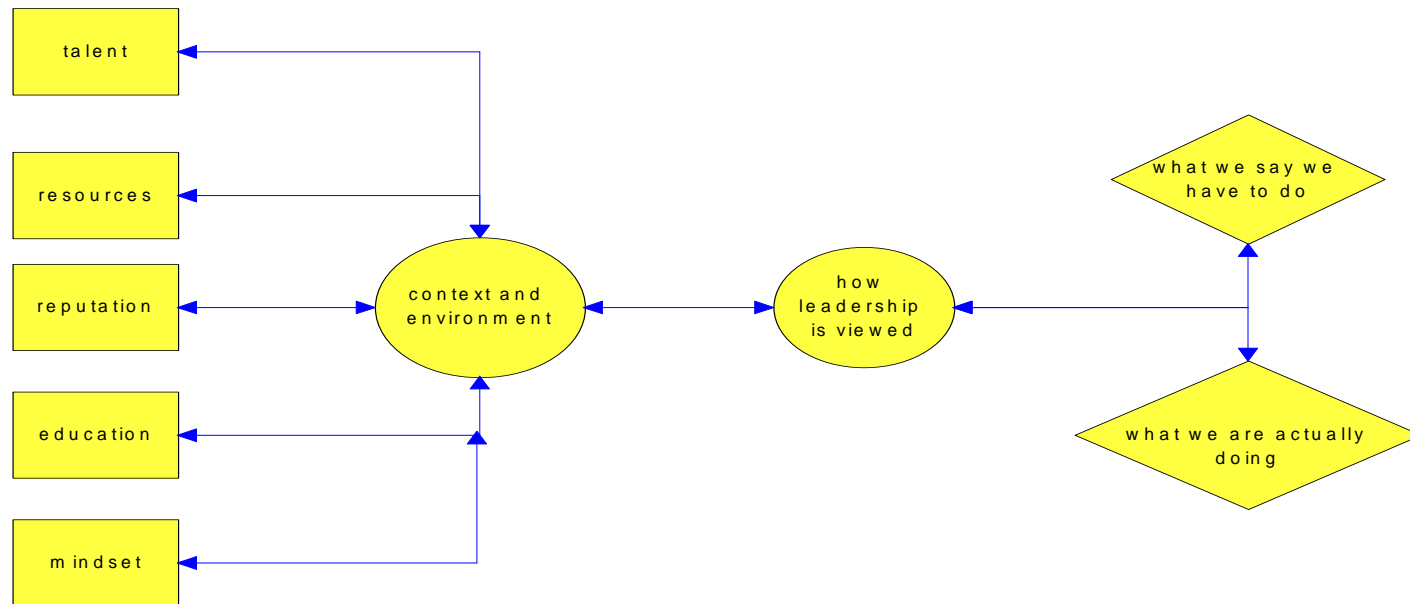 talent
resources
reputation
education
mindset
context and
environment
how
leadership
is viewed
what we say we
have to do
what we are actually
doing